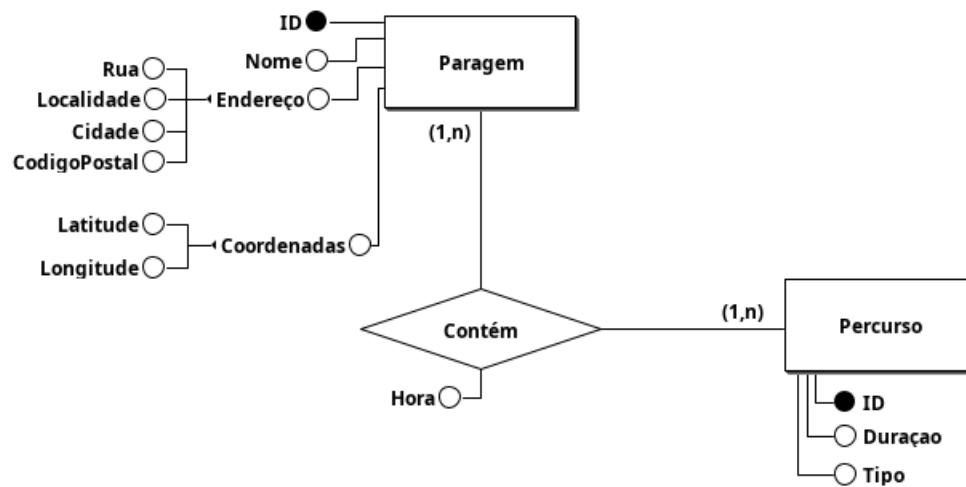 ID
Nome
Paragem
Rua
Localidade
Endereço
Cidade
CodigoPostal
(1,n)
Latitude
Coordenadas
Longitude
(1,n)
Contém
Percurso
Hora
ID
Duraçao
Tipo